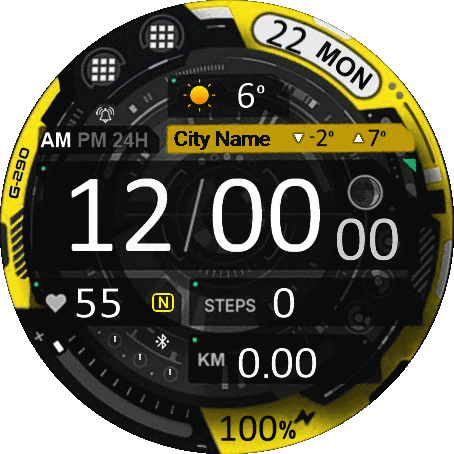 22 MON
6°
AM PM 24H
City Name -2° 7°
G-290
12/00 00
55 N STEPS 0
KM 0.00
100%